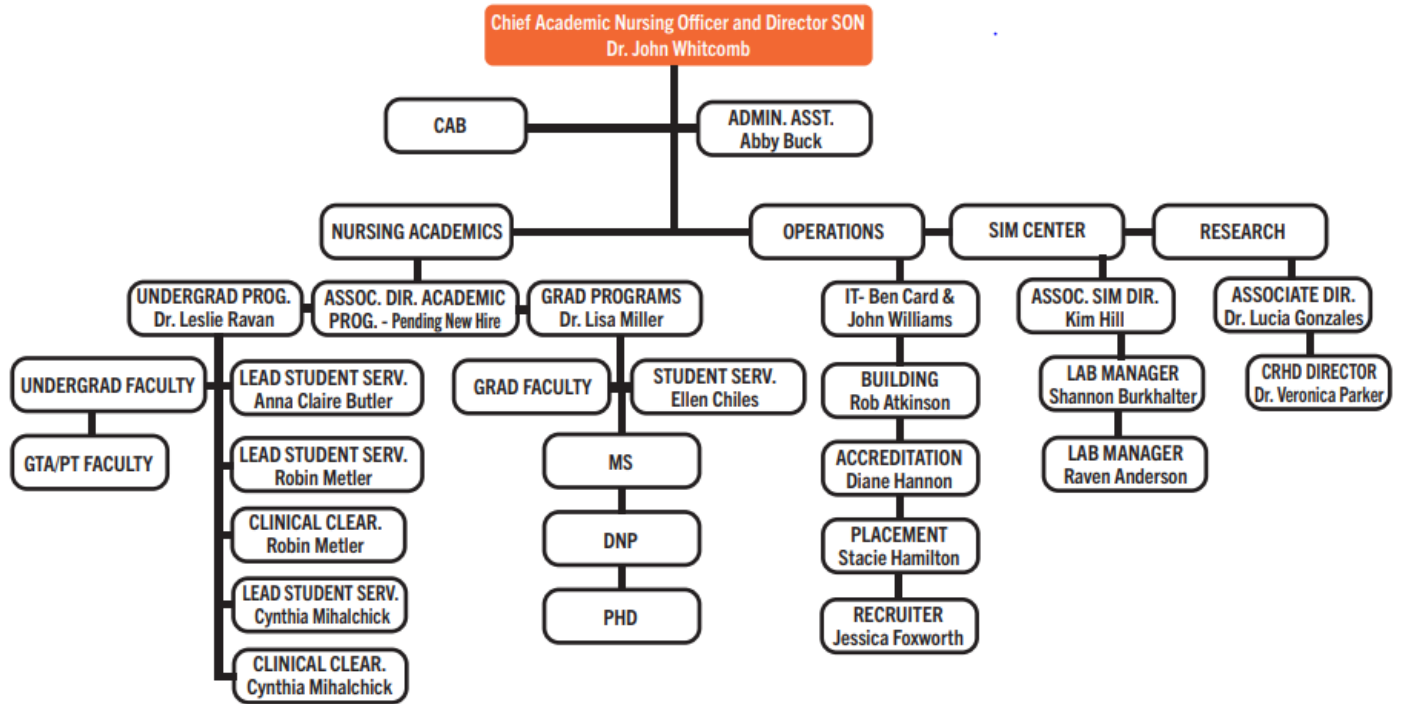 Chief Academic Nursing Officer and Director SON
Dr. John Whitcomb
CAB
ADMIN. ASST.
Abby Buck
NURSING ACADEMICS
OPERATIONS
SIM CENTER
RESEARCH
UNDERGRAD PROG.
Dr. Leslie Ravan
ASSOC. DIR. ACADEMIC
PROG. - Pending New Hire
GRAD PROGRAMS
Dr. Lisa Miller
IT- Ben Card &
John Williams
ASSOC. SIM DIR.
Kim Hill
ASSOCIATE DIR.
Dr. Lucia Gonzales
UNDERGRAD FACULTY
LEAD STUDENT SERV.
Anna Claire Butler
GRAD FACULTY
STUDENT SERV.
Ellen Chiles
BUILDING
Rob Atkinson
LAB MANAGER
Shannon Burkhalter
CRHD DIRECTOR
Dr. Veronica Parker
GTA/PT FACULTY
LEAD STUDENT SERV.
Robin Metler
MS
ACCREDITATION
Diane Hannon
LAB MANAGER
Raven Anderson
CLINICAL CLEAR.
Robin Metler
DNP
PLACEMENT
Stacie Hamilton
LEAD STUDENT SERV.
Cynthia Mihalchick
PHD
RECRUITER
Jessica Foxworth
CLINICAL CLEAR.
Cynthia Mihalchick